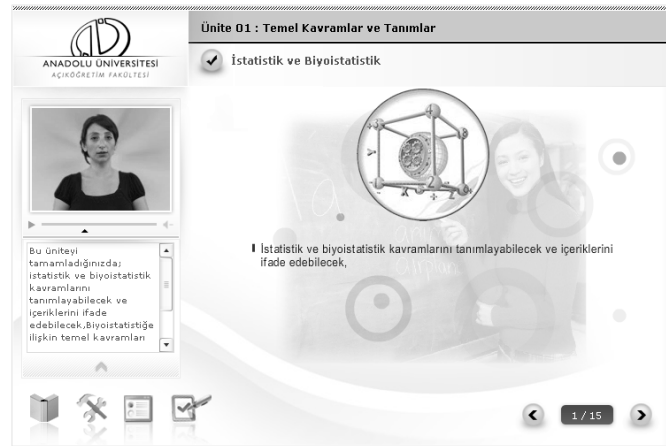 Ünite 01 : Temel Kavramlar ve Tanımlar
ANADOLU ÜNİVERSİTESİ
AÇIKÖĞRETİM FAKÜLTESİ
İstatistik ve Biyoistatistik
İstatistik ve biyoistatistik kavramlarını tanımlayabilecek ve içeriklerini
ifade edebilecek,
Bu üniteyi
tamamladığınızda;
istatistik ve biyoistatistik
kavramlarını
tanımlayabilecek ve
içeriklerini ifade
edebilecek,Biyoistatistiğe
ilişkin temel kavramları
1 / 15